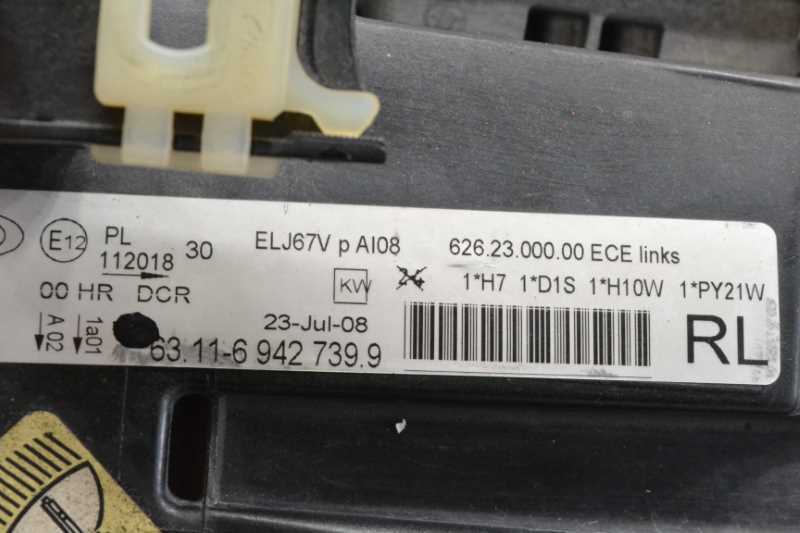 E12 PL 30 ELJ67V p AI08 626.23.000.00 ECE links
112018
00 HR DCR KW 1*H7 1*D1S 1*H10W 1*PY21W
A 02 1a01 23-Jul-08 RL
63.11-6 942 739.9